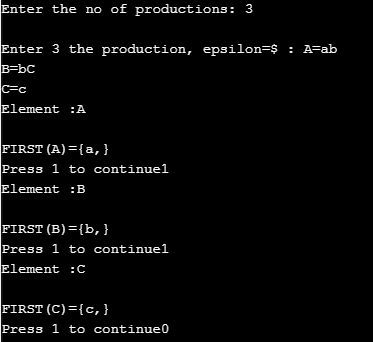 Enter the no of productions: 3
Enter 3 the production, epsilon=$ : A=ab
B=bC
C=c
Element :A
FIRST(A)={a,}
Press 1 to continue1
Element :B
FIRST(B)={b,}
Press 1 to continue1
Element :C
FIRST(C)={c,}
Press 1 to continue0